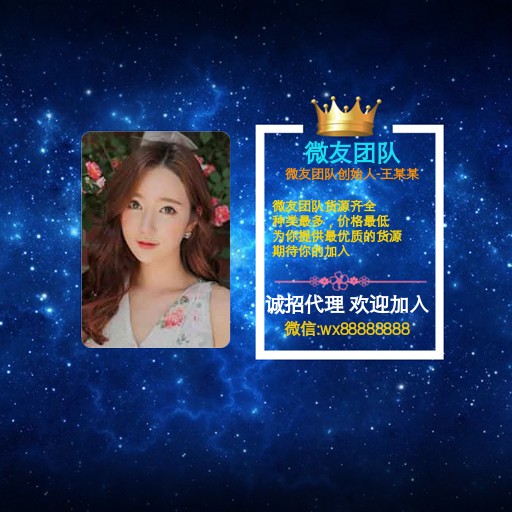 微友团队
微友团队创始人-王某某
微友团队货源齐全
种类最多，价格最低
为你提供最优质的货源
期待你的加入
诚招代理 欢迎加入
微信:wx88888888